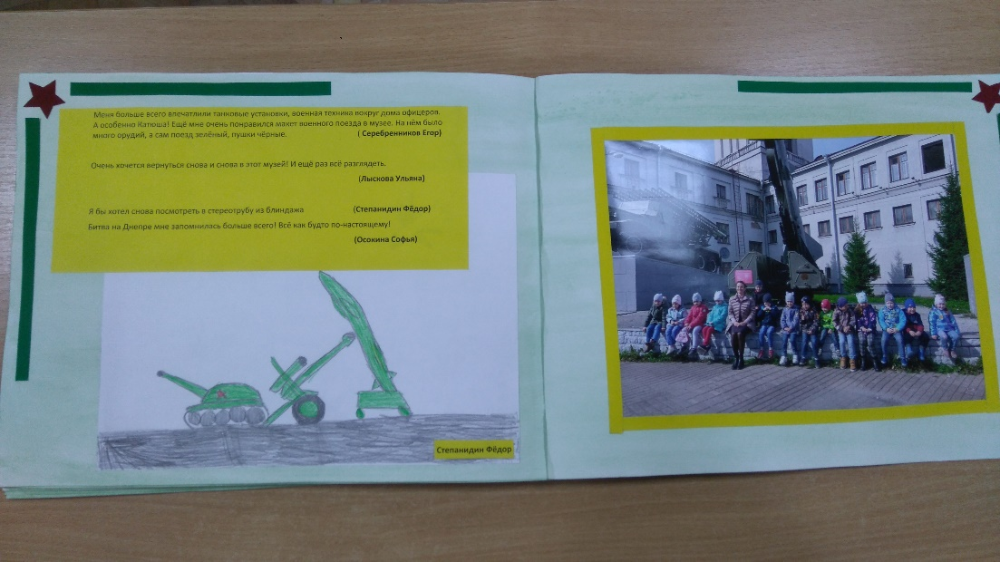 Меня больше всего впечатлили танковые установки, военная техника вокруг дома офицеров.
А особенно Катюша! Ещё мне очень понравился макет военного поезда в музее. На нём было
много орудий, а сам поезд зелёный, пушки чёрные. ( Серебренников Егор)
Очень хочется вернуться снова и снова в этот музей! И ещё раз всё разглядеть.
(Лыскова Ульяна)
Я бы хотел снова посмотреть в стереотрубу из блиндажа (Степанидин Фёдор)
Битва на Днепре мне запомнилась больше всего! Всё как будто по-настоящему!
(Осокина Софья)
Степанидин Фёдор